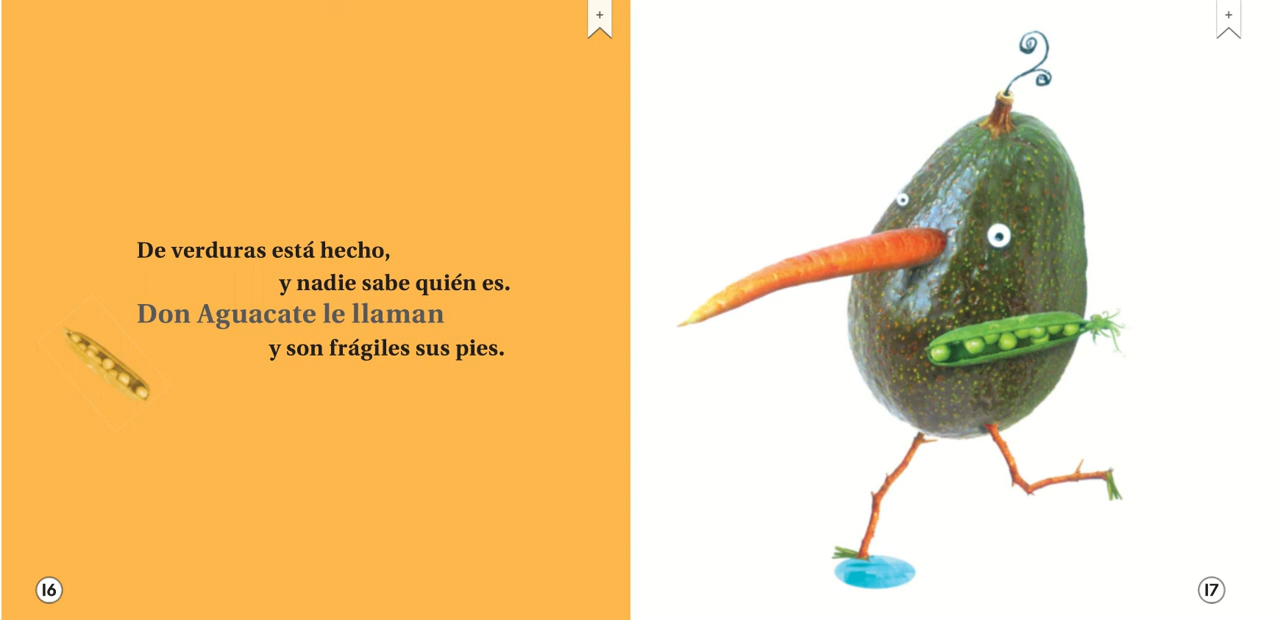 De verduras está hecho,
y nadie sabe quién es.
Don Aguacate le llaman
y son frágiles sus pies.
16
17